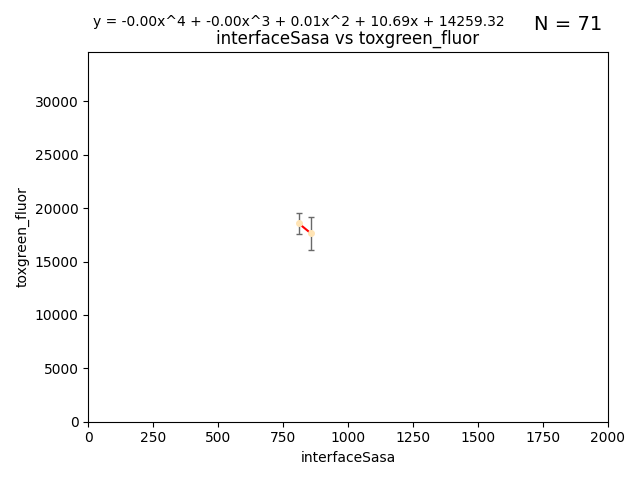 y = -0.00x^4 + -0.00x^3 + 0.01x^2 + 10.69x + 14259.32
N = 71
interfaceSasa vs toxgreen_fluor
30000
25000
20000
15000
10000
5000
0
toxgreen_fluor
0 250 500 750 1000 1250 1500 1750 2000
interfaceSasa